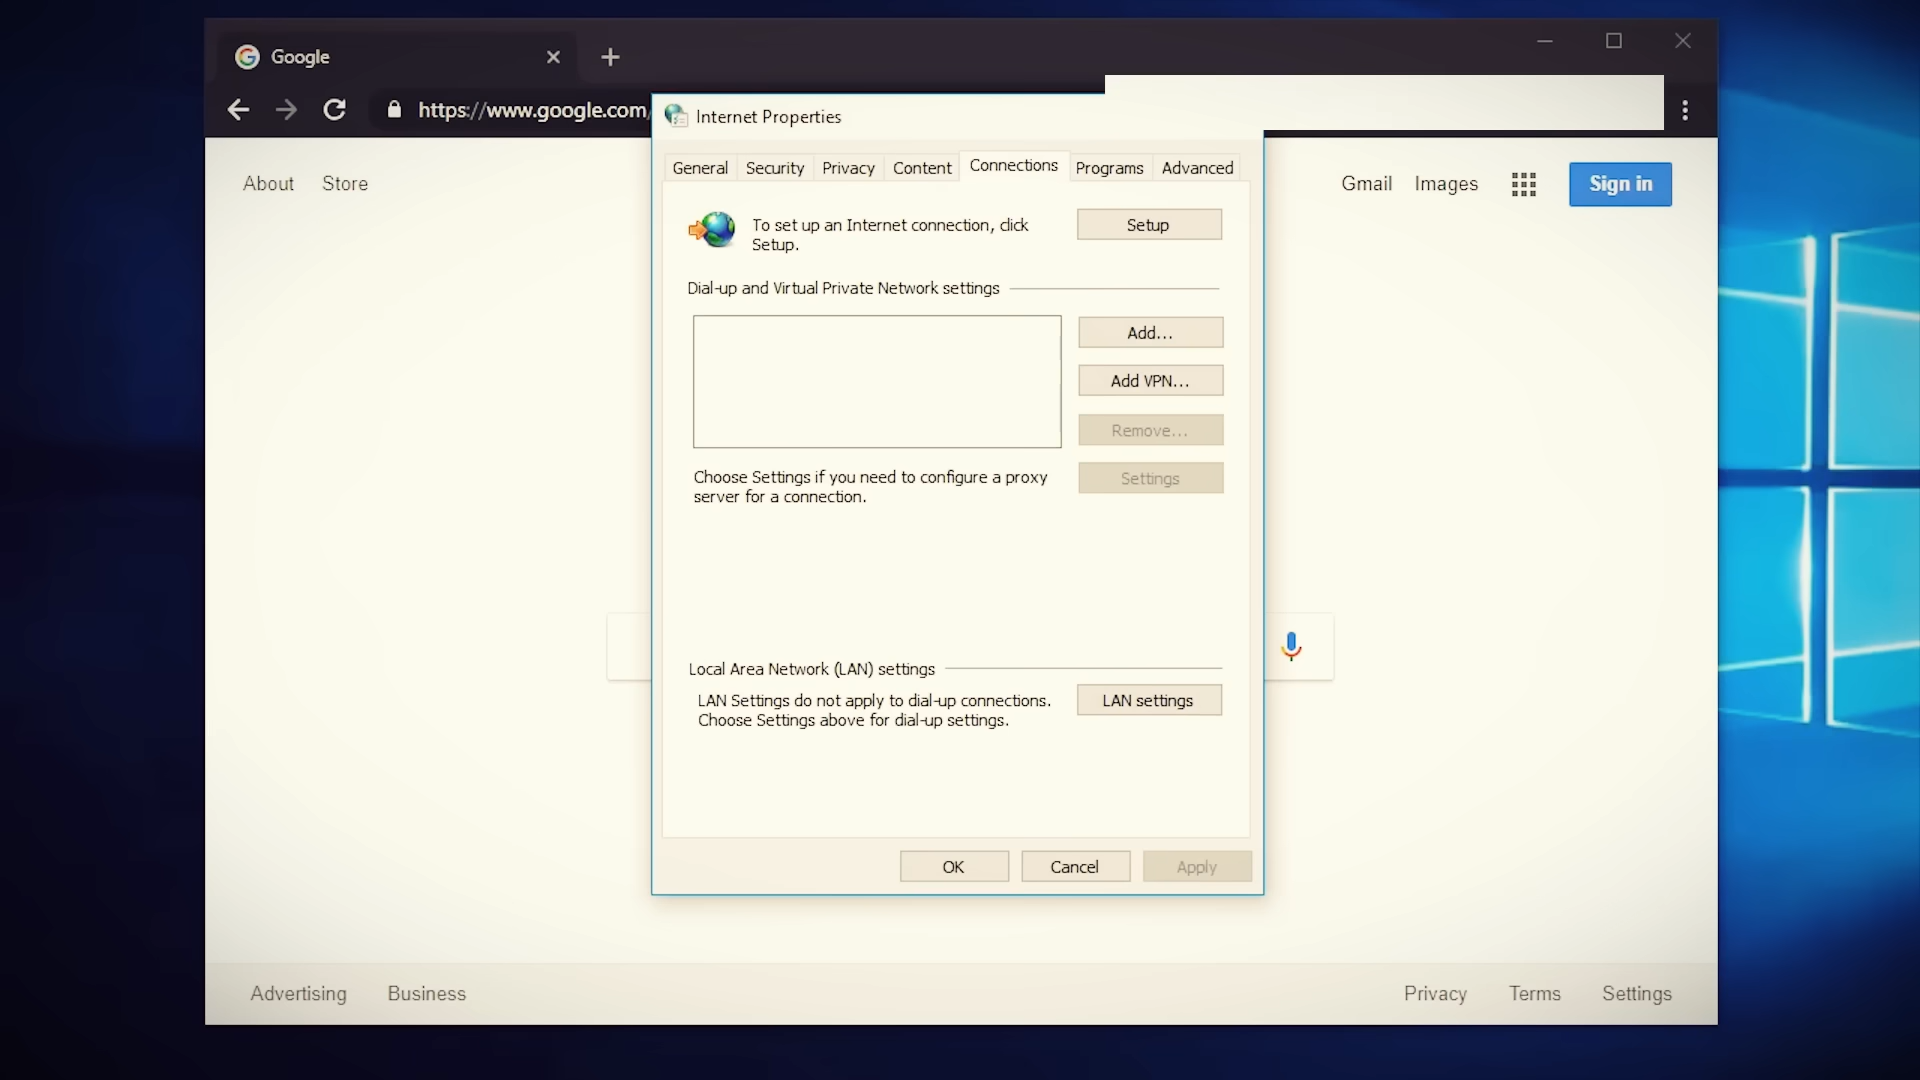 Google
https://www.google.com/
Internet Properties
General Security Privacy Content Connections Programs Advanced
About Store
Gmail Images Sign in
To set up an Internet connection, click
Setup.
Setup
Dial-up and Virtual Private Network settings
Add...
Add VPN...
Remove...
Choose Settings if you need to configure a proxy
server for a connection.
Settings
Local Area Network (LAN) settings
LAN Settings do not apply to dial-up connections.
Choose Settings above for dial-up settings.
LAN settings
OK Cancel Apply
Advertising Business
Privacy Terms Settings